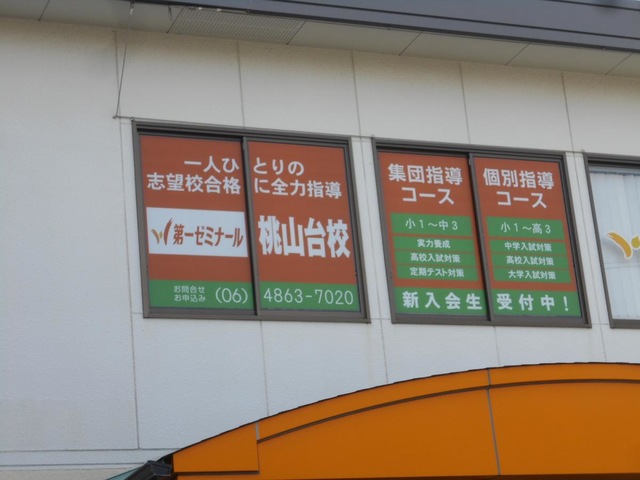 一人ひとりの
志望校合格に全力指導
第一ゼミナール 桃山台校
お問合せ
お申込み (06) 4863-7020
集団指導
コース
小1～中3
実力養成
高校入試対策
定期テスト対策
個別指導
コース
小1～高3
中学入試対策
高校入試対策
大学入試対策
新入会生 受付中!